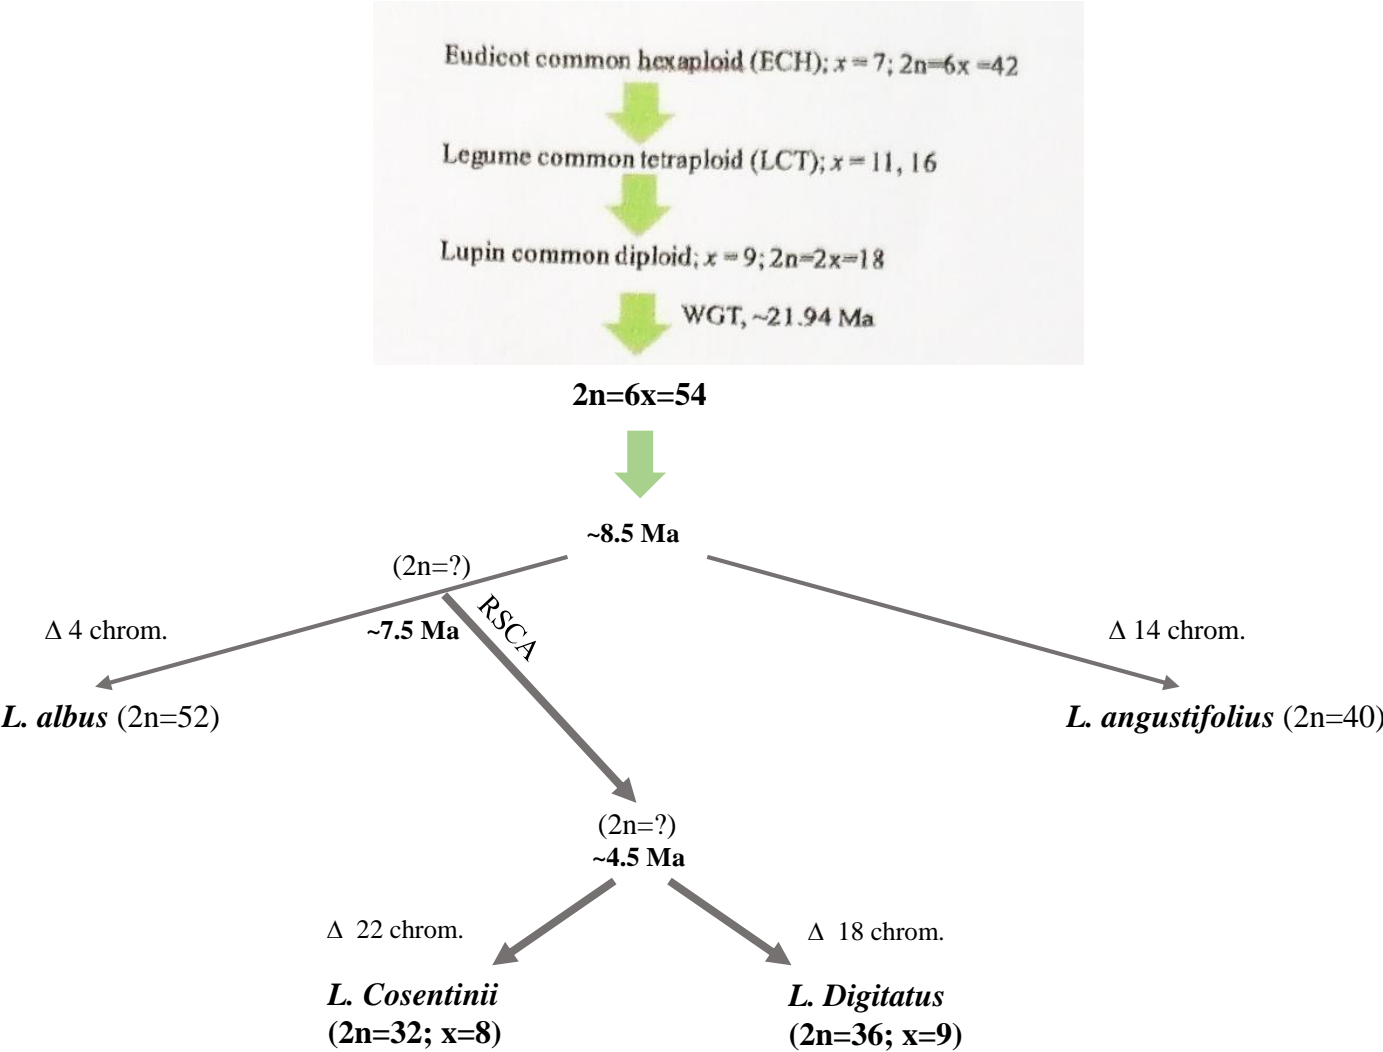 Eudicot common hexaploid (ECH); x = 7; 2n=6x =42
Legume common tetraploid (LCT); x = 11, 16
Lupin common diploid; x = 9; 2n=2x=18
WGT, ~21.94 Ma
2n=6x=54
~8.5 Ma
(2n=?)
RSCA
~7.5 Ma
Δ 4 chrom.
Δ 14 chrom.
L. albus (2n=52)
L. angustifolius (2n=40)
(2n=?)
~4.5 Ma
Δ 22 chrom.
Δ 18 chrom.
L. Cosentinii
(2n=32; x=8)
L. Digitatus
(2n=36; x=9)